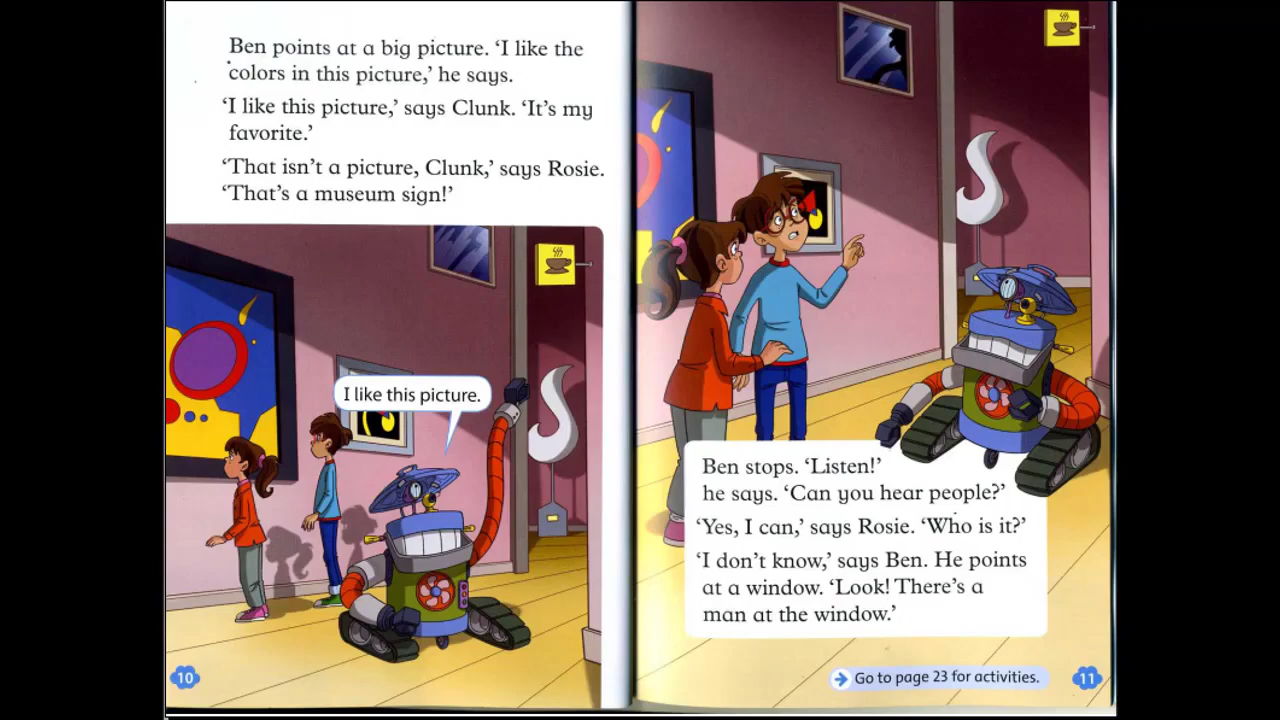 Ben points at a big picture. ‘I like the
colors in this picture,’ he says.
‘I like this picture,’ says Clunk. ‘It’s my
favorite.’
‘That isn’t a picture, Clunk,’ says Rosie.
‘That’s a museum sign!’
I like this picture.
10
Ben stops. ‘Listen!’
he says. ‘Can you hear people?’
‘Yes, I can,’ says Rosie. ‘Who is it?’
‘I don’t know,’ says Ben. He points
at a window. ‘Look! There’s a
man at the window.’
Go to page 23 for activities.
11